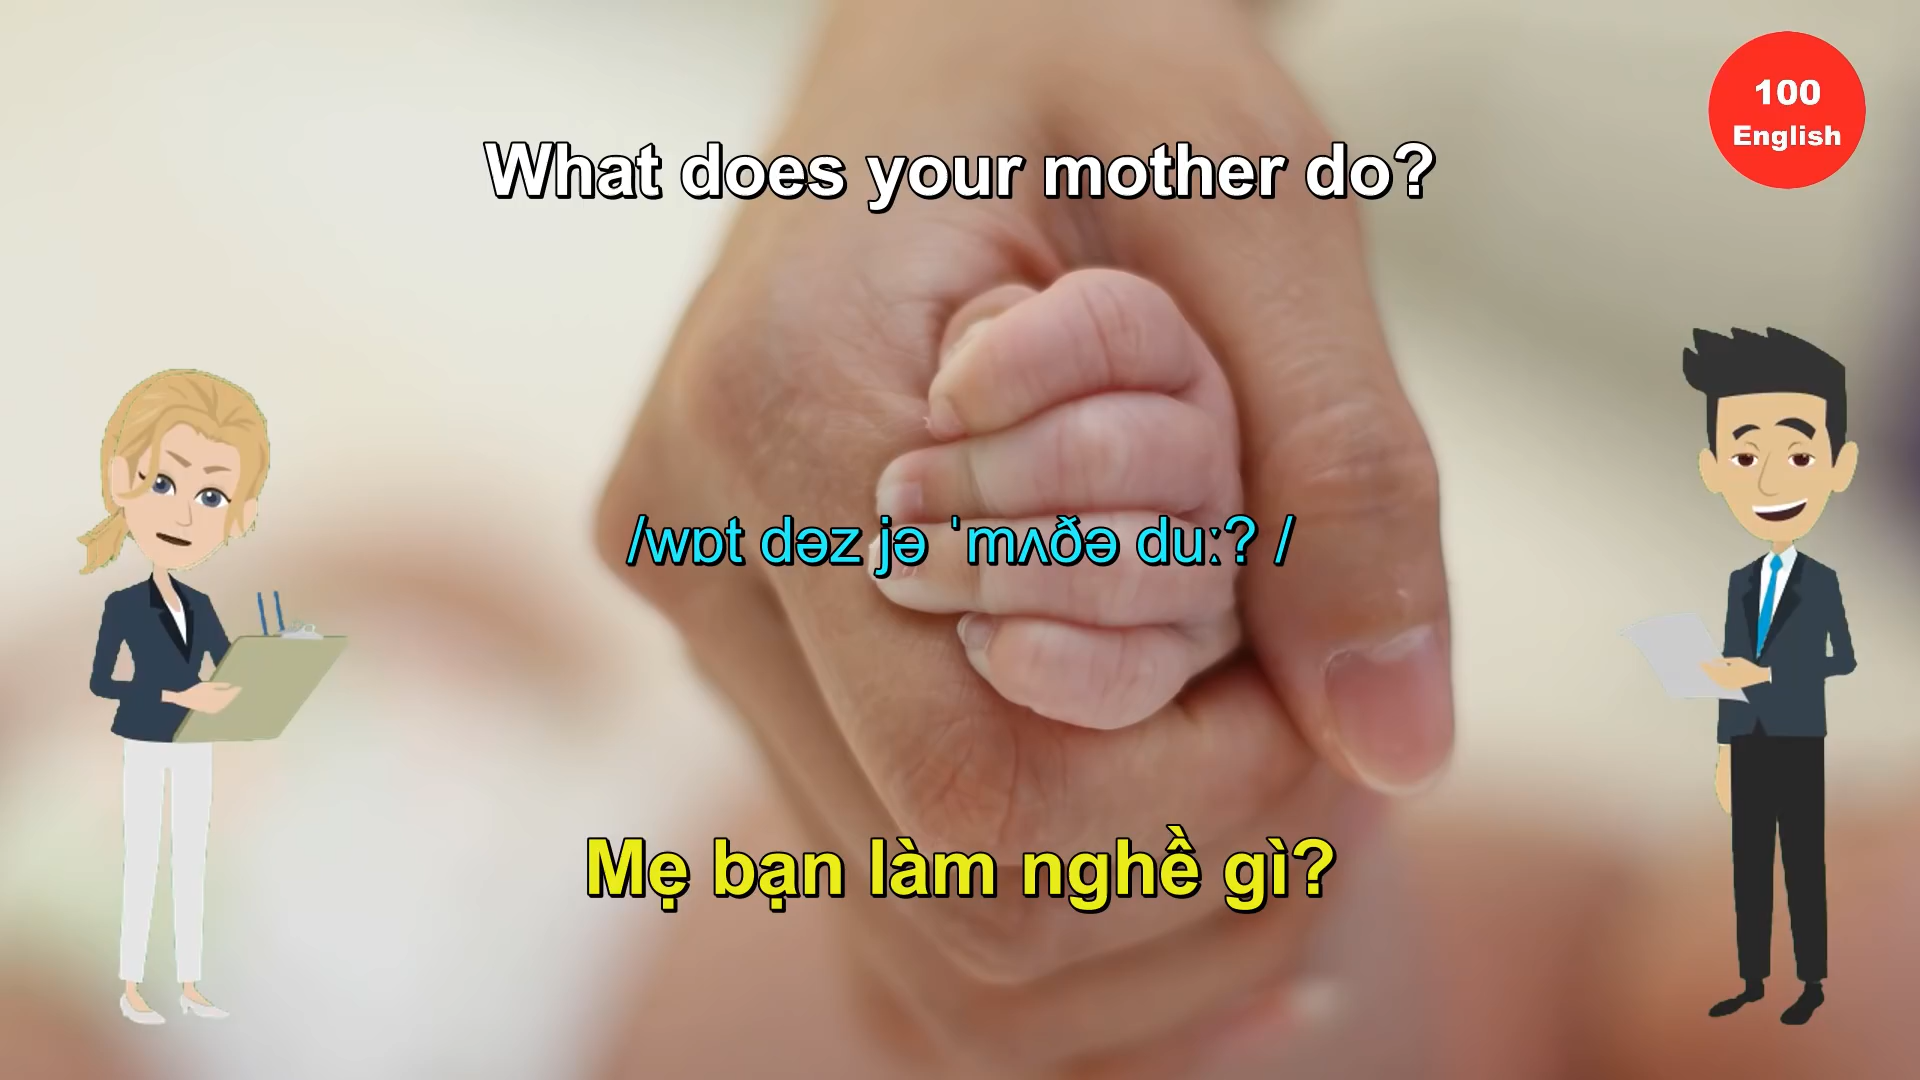 100
English
What does your mother do?
/wɒt dəz jə ˈmʌðə duː? /
Mẹ bạn làm nghề gì?